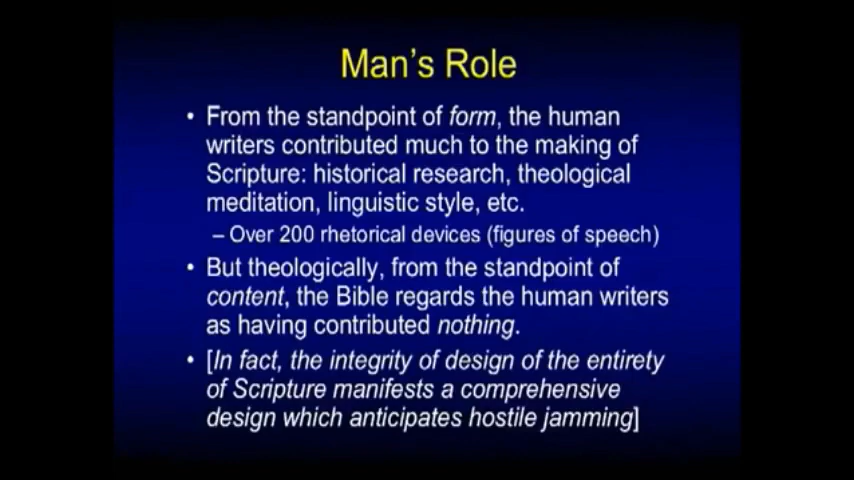 Man's Role
• From the standpoint of form, the human
writers contributed much to the making of
Scripture: historical research, theological
meditation, linguistic style, etc.
– Over 200 rhetorical devices (figures of speech)
• But theologically, from the standpoint of
content, the Bible regards the human writers
as having contributed nothing.
• [In fact, the integrity of design of the entirety
of Scripture manifests a comprehensive
design which anticipates hostile jamming]